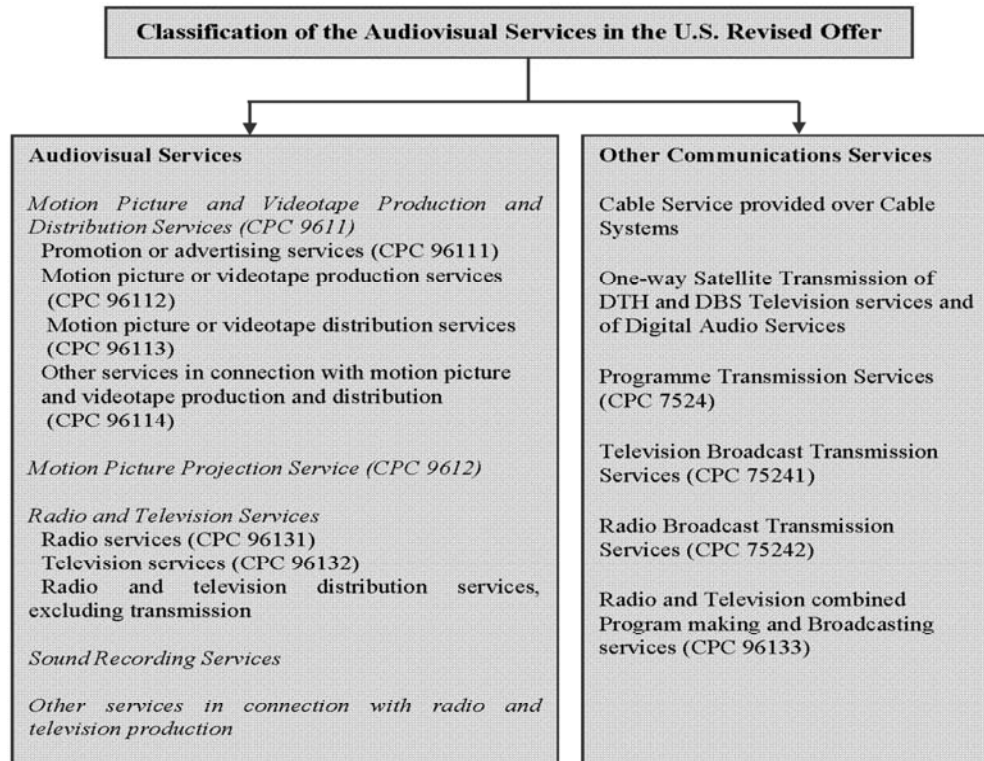 Classification of the Audiovisual Services in the U.S. Revised Offer
Audiovisual Services
Motion Picture and Videotape Production and
Distribution Services (CPC 9611)
Promotion or advertising services (CPC 96111)
Motion picture or videotape production services
(CPC 96112)
Motion picture or videotape distribution services
(CPC 96113)
Other services in connection with motion picture
and videotape production and distribution
(CPC 96114)
Motion Picture Projection Service (CPC 9612)
Radio and Television Services
Radio services (CPC 96131)
Television services (CPC 96132)
Radio and television distribution services,
excluding transmission
Sound Recording Services
Other services in connection with radio and
television production
Other Communications Services
Cable Service provided over Cable
Systems
One-way Satellite Transmission of
DTH and DBS Television services and
of Digital Audio Services
Programme Transmission Services
(CPC 7524)
Television Broadcast Transmission
Services (CPC 75241)
Radio Broadcast Transmission
Services (CPC 75242)
Radio and Television combined
Program making and Broadcasting
services (CPC 96133)